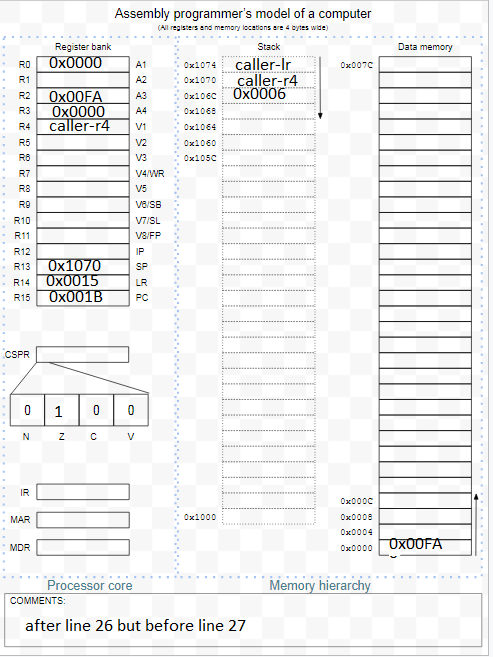 Assembly programmer's model of a computer
(All registers and memory locations are 4 bytes wide)
Register bank
Stack
Data memory
R0 0x0000 A1
R1 A2
R2 0x00FA A3
R3 0x0000 A4
R4 caller-r4 V1
R5 V2
R6 V3
R7 V4/WR
R8 V5
R9 V6/SB
R10 V7/SL
R11 V8/FP
R12 IP
R13 0x1070 SP
R14 0x0015 LR
R15 0x001B PC
CSPR
0 1 0 0
N Z C V
IR
MAR
MDR
0x1074 caller-lr
0x1070 caller-r4
0x106C 0x0006
0x1068
0x1064
0x1060
0x105C
0x1000
0x007C
0x000C
0x0008
0x0004
0x0000 0x00FA
Processor core
Memory hierarchy
COMMENTS:
after line 26 but before line 27